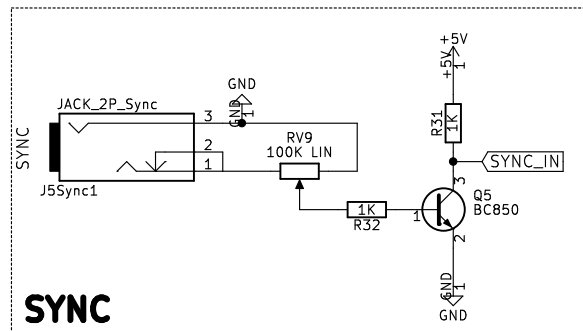 +5V
+5V
1
GND
GND
1
JACK_2P_Sync
3
2
1
SYNC
J5Sync1
RV9
100K LIN
R31
1K
SYNC_IN
3
Q5
BC850
1K
R32
1
2
GND
1
GND
SYNC